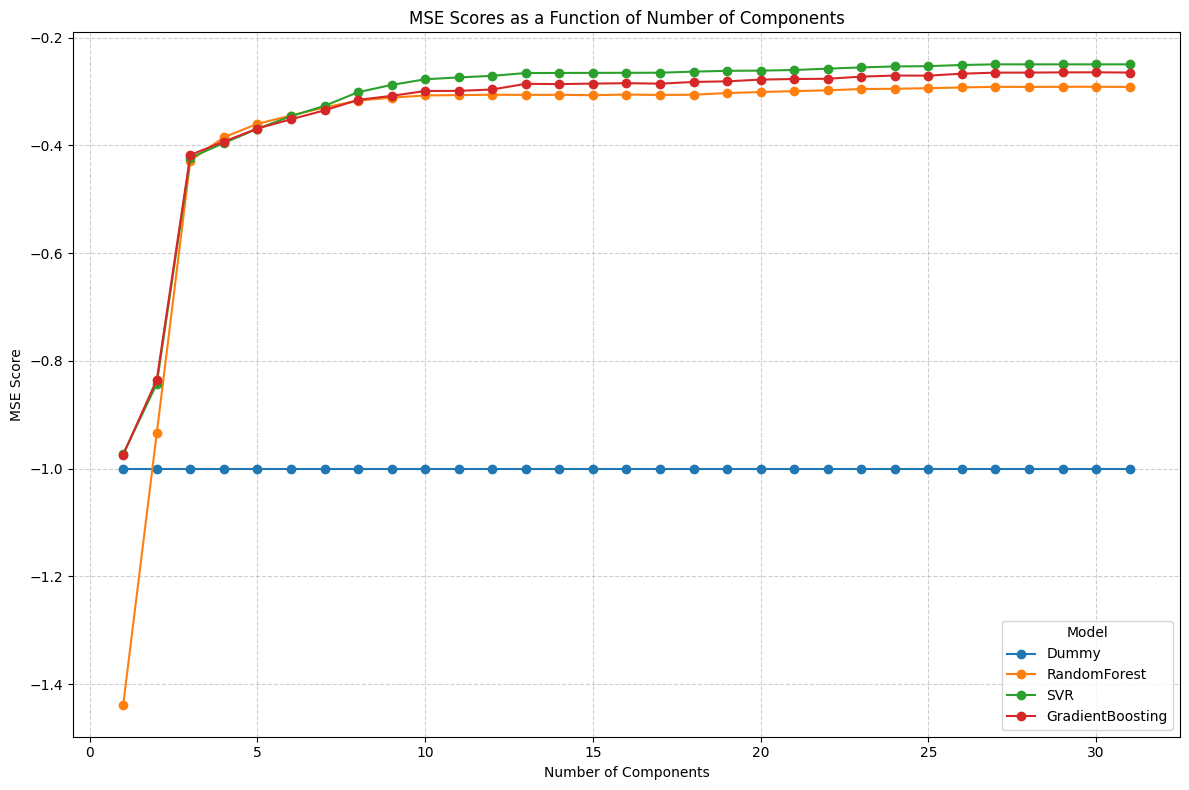 MSE Scores as a Function of Number of Components
MSE Score
−0.2
−0.4
−0.6
−0.8
−1.0
−1.2
−1.4
0 5 10 15 20 25 30
Number of Components
Model
Dummy
RandomForest
SVR
GradientBoosting